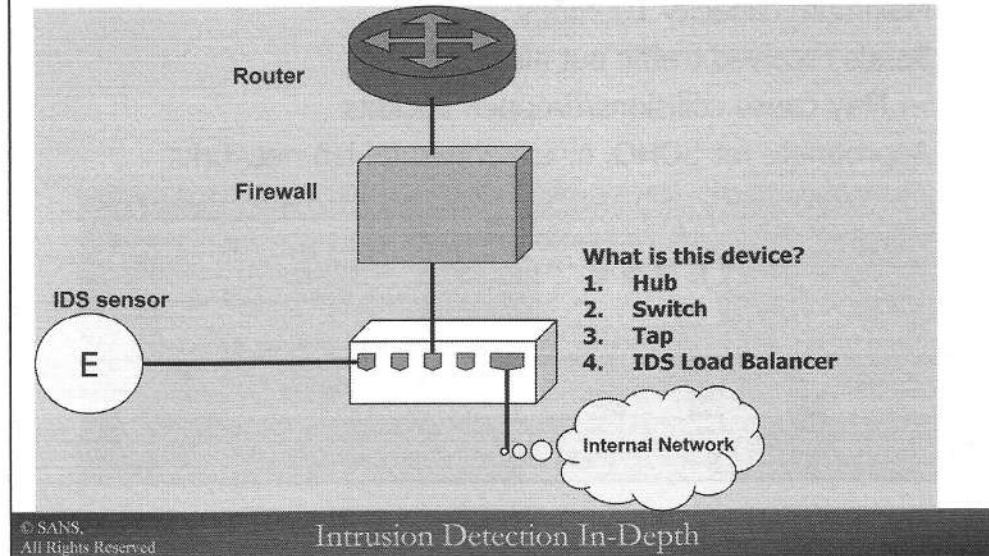 Router
Firewall
What is this device?
1. Hub
2. Switch
3. Tap
4. IDS Load Balancer
IDS sensor
E
Internal Network
© SANS,
All Rights Reserved
Intrusion Detection In-Depth